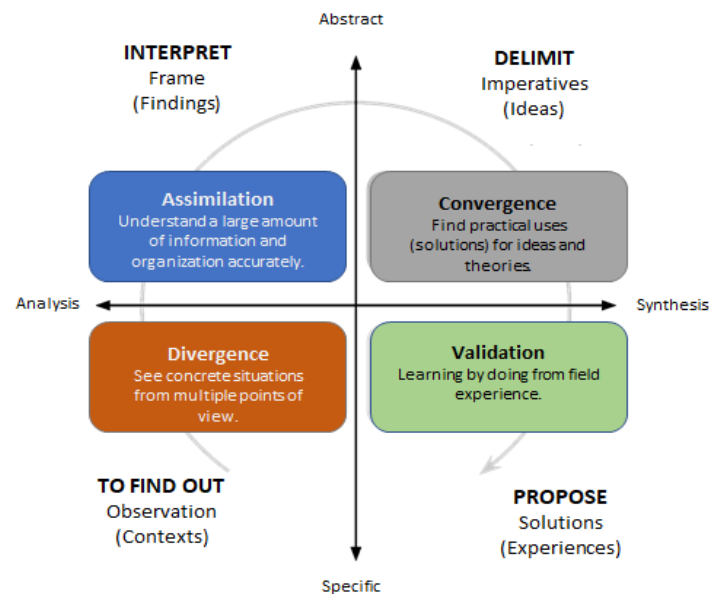 Abstract
INTERPRET
Frame
(Findings)
DELIMIT
Imperatives
(Ideas)
Assimilation
Understand a large amount
of information and
organization accurately.
Convergence
Find practical uses
(solutions) for ideas and
theories.
Analysis
Synthesis
Divergence
See concrete situations
from multiple points of
view.
Validation
Learning by doing from field
experience.
TO FIND OUT
Observation
(Contexts)
PROPOSE
Solutions
(Experiences)
Specific